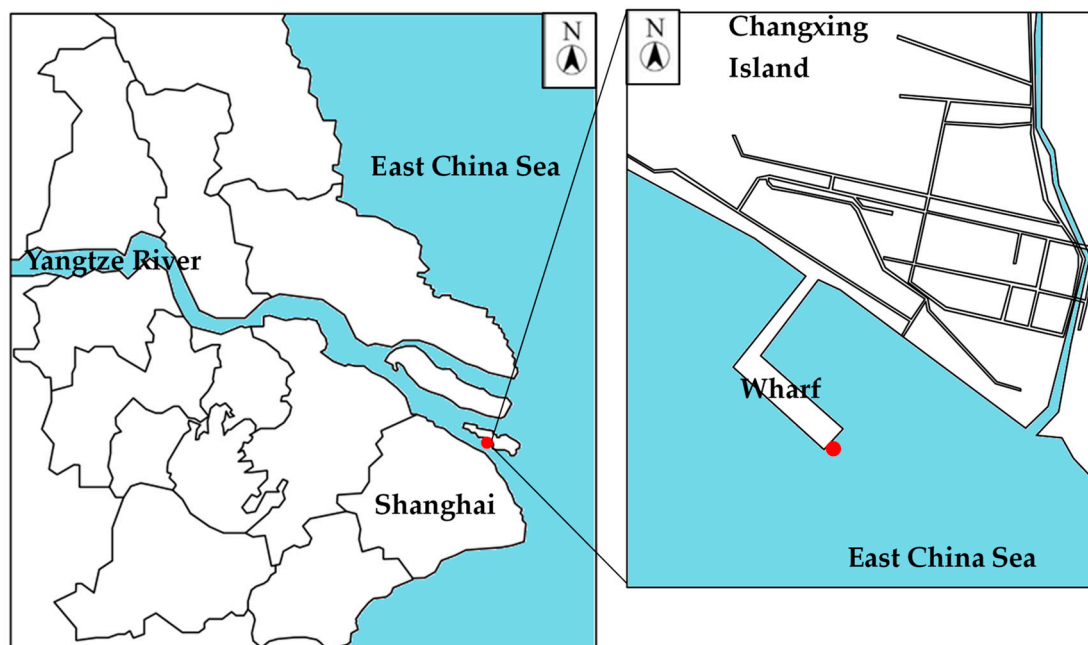 N
East China Sea
Yangtze River
Shanghai
N
Changxing
Island
Wharf
East China Sea